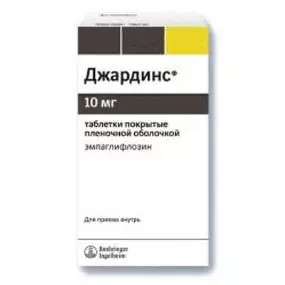 Джардинс®
10 мг
таблетки покрытые
пленочной оболочкой
эмпаглифлозин
Для приема внутрь
Boehringer
Ingelheim